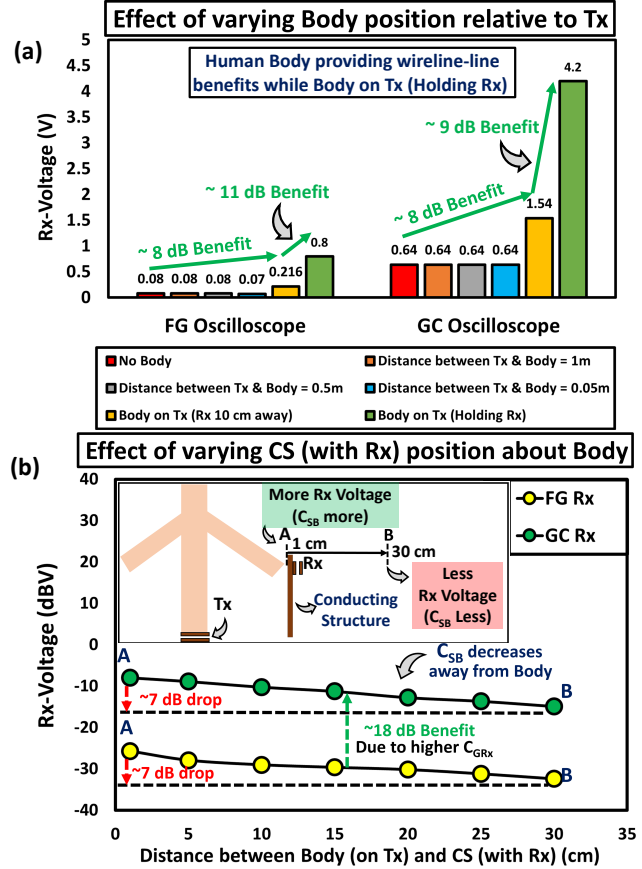 Effect of varying Body position relative to Tx
(a)
Human Body providing wireline-line
benefits while Body on Tx (Holding Rx)
Rx-Voltage (V)
5
4.5
4
3.5
3
2.5
2
1.5
1
0.5
0
~ 8 dB Benefit
~ 11 dB Benefit
~ 8 dB Benefit
~ 9 dB Benefit
0.08
0.08
0.08
0.07
0.216
0.8
0.64
0.64
0.64
0.64
1.54
4.2
FG Oscilloscope
GC Oscilloscope
No Body
Distance between Tx & Body = 1m
Distance between Tx & Body = 0.5m
Distance between Tx & Body = 0.05m
Body on Tx (Rx 10 cm away)
Body on Tx (Holding Rx)
Effect of varying CS (with Rx) position about Body
(b)
Rx-Voltage (dBV)
40
30
20
10
0
-10
-20
-30
-40
FG Rx
GC Rx
More Rx Voltage
(CSB more)
A
1 cm
B
30 cm
Rx
Tx
Conducting
Structure
Less
Rx Voltage
(CSB Less)
CSB decreases
away from Body
A
~7 dB drop
B
~18 dB Benefit
Due to higher CGRx
A
~7 dB drop
B
0
5
10
15
20
25
30
35
Distance between Body (on Tx) and CS (with Rx) (cm)